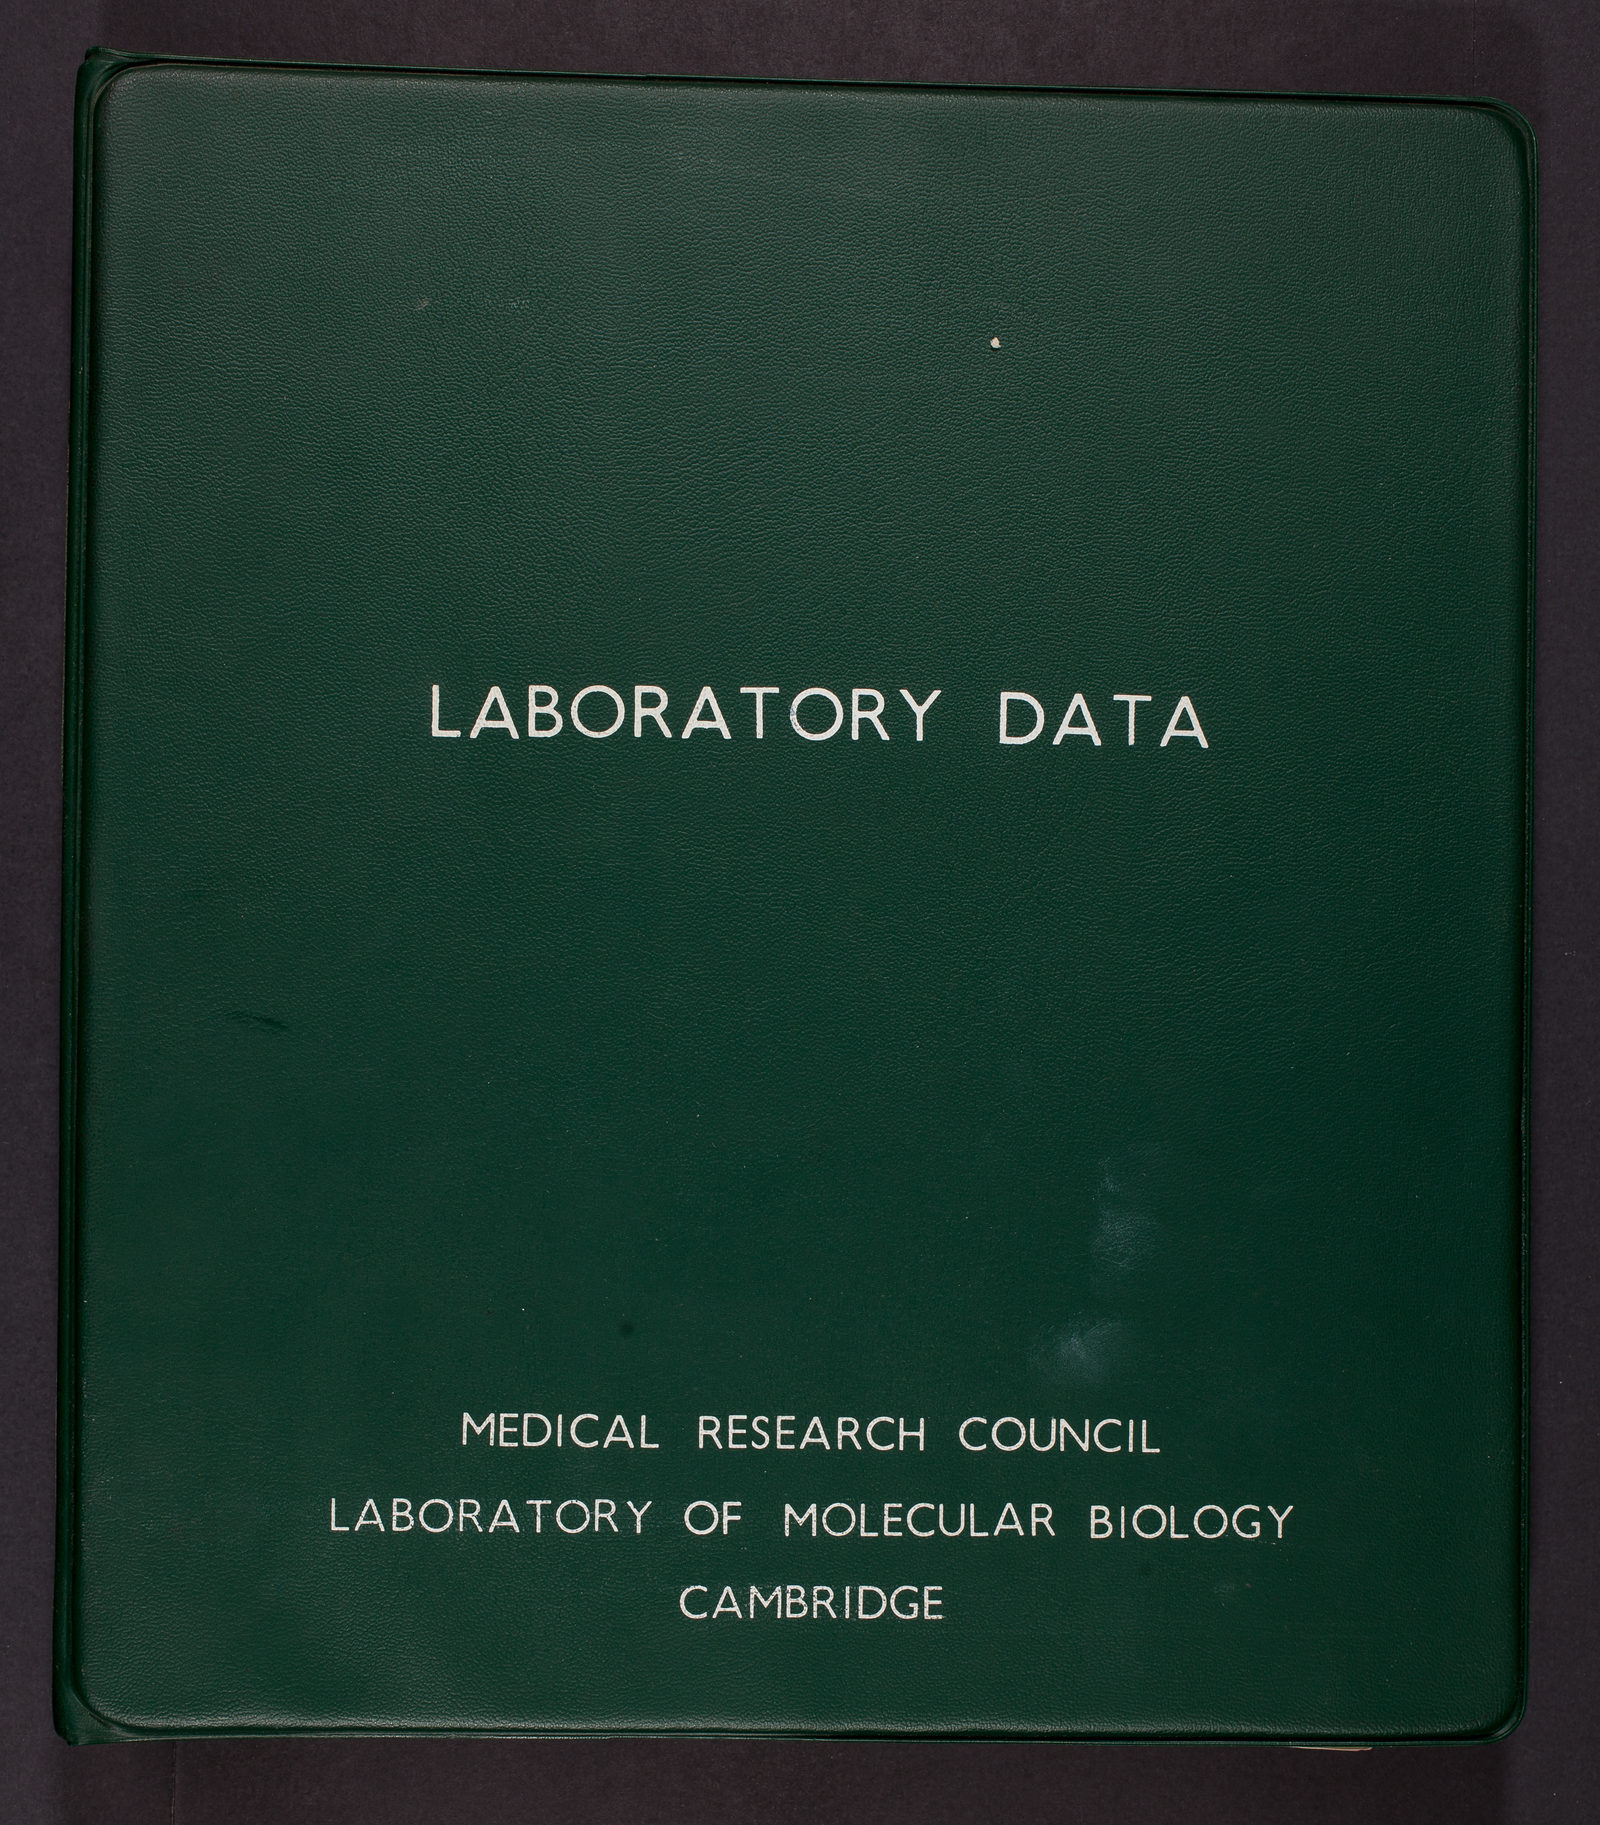 LABORATORY DATA
MEDICAL RESEARCH COUNCIL
LABORATORY OF MOLECULAR BIOLOGY
CAMBRIDGE